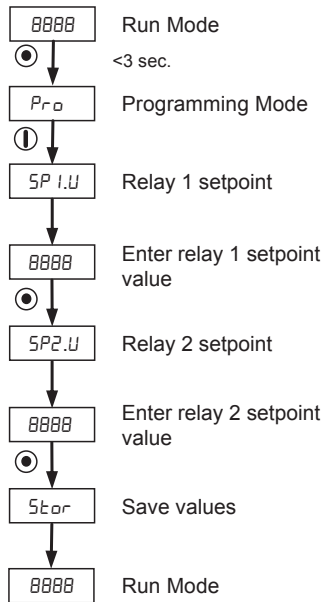 8888 Run Mode
<3 sec.
Pro Programming Mode
SP1.U Relay 1 setpoint
8888 Enter relay 1 setpoint
value
SP2.U Relay 2 setpoint
8888 Enter relay 2 setpoint
value
Stor Save values
8888 Run Mode